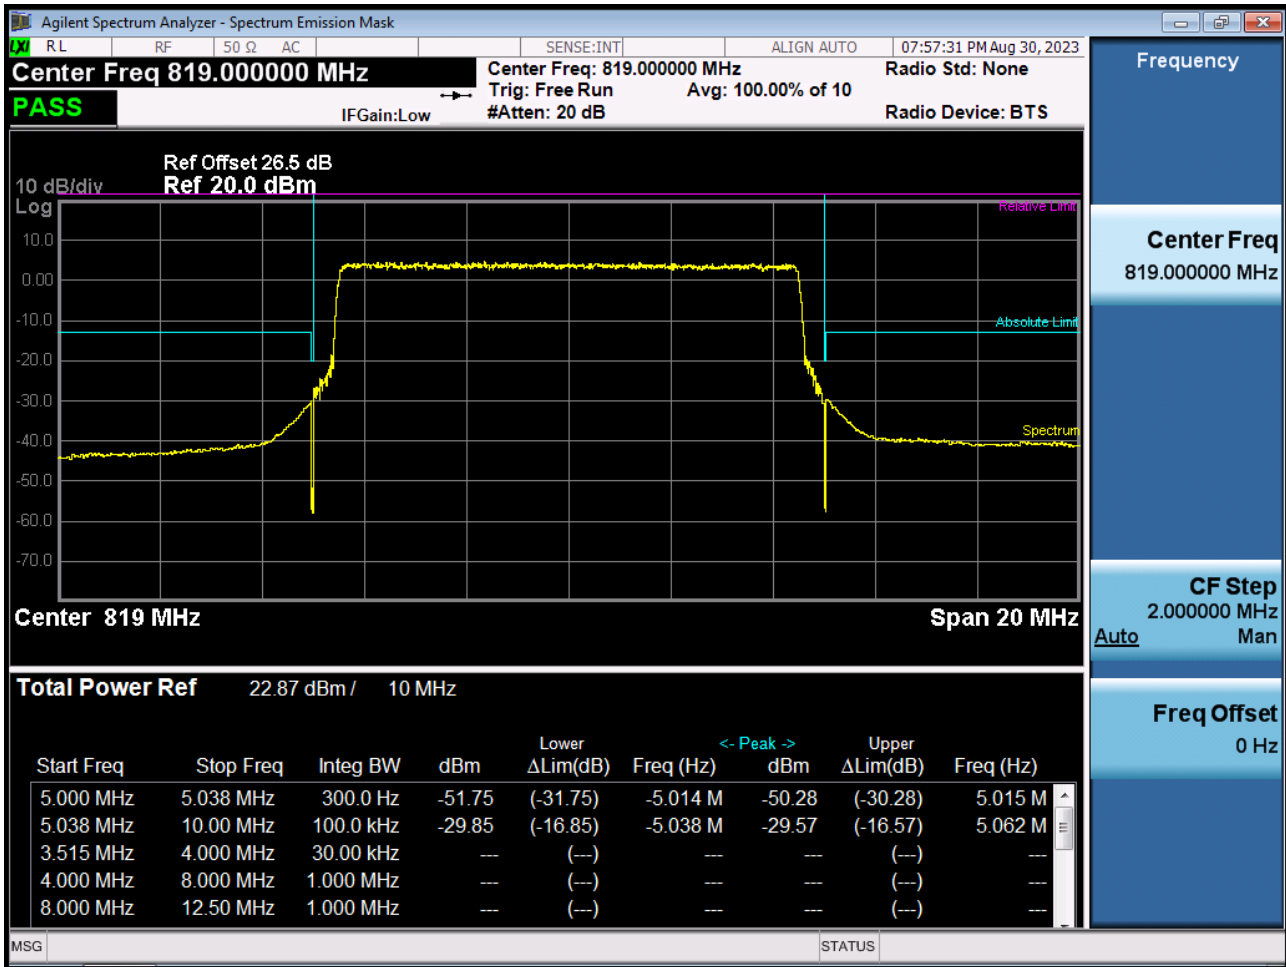 Agilent Spectrum Analyzer - Spectrum Emission Mask
LXI RL RF 50 Ω AC SENSE:INT ALIGN AUTO 07:57:31 PM Aug 30, 2023
Center Freq 819.000000 MHz Center Freq: 819.000000 MHz Radio Std: None
Trig: Free Run Avg: 100.00% of 10
PASS IFGain:Low #Atten: 20 dB Radio Device: BTS
Ref Offset 26.5 dB
10 dB/div Ref 20.0 dBm
Log
Relative Limit
10.0
0.00
-10.0
Absolute Limit
-20.0
-30.0
Spectrum
-40.0
-50.0
-60.0
-70.0
Center 819 MHz Span 20 MHz
Total Power Ref 22.87 dBm / 10 MHz
Lower <- Peak -> Upper
Start Freq Stop Freq Integ BW dBm ΔLim(dB) Freq (Hz) dBm ΔLim(dB) Freq (Hz)
5.000 MHz 5.038 MHz 300.0 Hz -51.75 (-31.75) -5.014 M -50.28 (-30.28) 5.015 M
5.038 MHz 10.00 MHz 100.0 kHz -29.85 (-16.85) -5.038 M -29.57 (-16.57) 5.062 M
3.515 MHz 4.000 MHz 30.00 kHz --- (---) --- --- (---) ---
4.000 MHz 8.000 MHz 1.000 MHz --- (---) --- --- (---) ---
8.000 MHz 12.50 MHz 1.000 MHz --- (---) --- --- (---) ---
MSG STATUS
Frequency
Center Freq
819.000000 MHz
CF Step
2.000000 MHz
Auto Man
Freq Offset
0 Hz